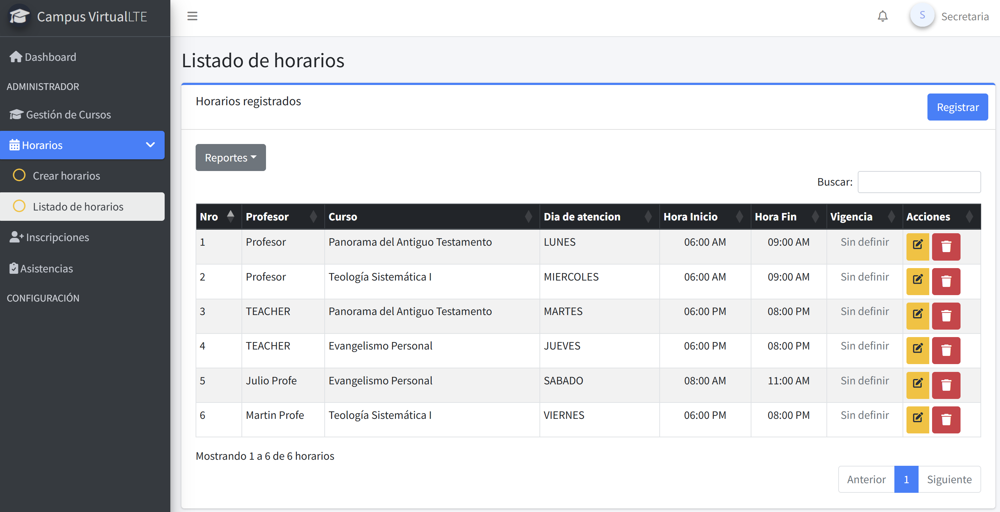 Campus VirtualLTE
S Secretaria
Dashboard
ADMINISTRADOR
Gestión de Cursos
Horarios
Crear horarios
Listado de horarios
Inscripciones
Asistencias
CONFIGURACIÓN
Listado de horarios
Horarios registrados
Registrar
Reportes
Buscar:
Nro Profesor Curso Dia de atencion Hora Inicio Hora Fin Vigencia Acciones
1 Profesor Panorama del Antiguo Testamento LUNES 06:00 AM 09:00 AM Sin definir
2 Profesor Teología Sistemática I MIERCOLES 06:00 AM 09:00 AM Sin definir
3 TEACHER Panorama del Antiguo Testamento MARTES 06:00 PM 08:00 PM Sin definir
4 TEACHER Evangelismo Personal JUEVES 06:00 PM 08:00 PM Sin definir
5 Julio Profe Evangelismo Personal SABADO 08:00 AM 11:00 AM Sin definir
6 Martin Profe Teología Sistemática I VIERNES 06:00 PM 08:00 PM Sin definir
Mostrando 1 a 6 de 6 horarios
Anterior 1 Siguiente